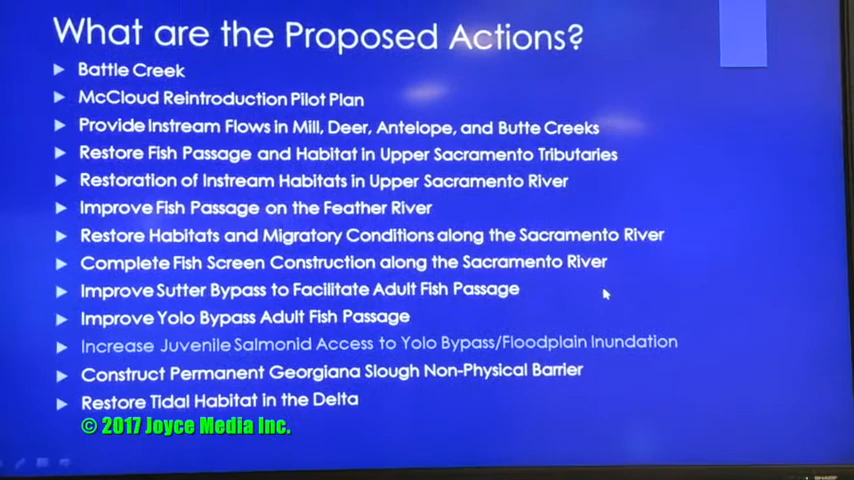 What are the Proposed Actions?
Battle Creek
McCloud Reintroduction Pilot Plan
Provide Instream Flows in Mill, Deer, Antelope, and Butte Creeks
Restore Fish Passage and Habitat in Upper Sacramento Tributaries
Restoration of Instream Habitats in Upper Sacramento River
Improve Fish Passage on the Feather River
Restore Habitats and Migratory Conditions along the Sacramento River
Complete Fish Screen Construction along the Sacramento River
Improve Sutter Bypass to Facilitate Adult Fish Passage
Improve Yolo Bypass Adult Fish Passage
Increase Juvenile Salmonid Access to Yolo Bypass/Floodplain Inundation
Construct Permanent Georgiana Slough Non-Physical Barrier
Restore Tidal Habitat in the Delta
© 2017 Joyce Media Inc.
SHARP